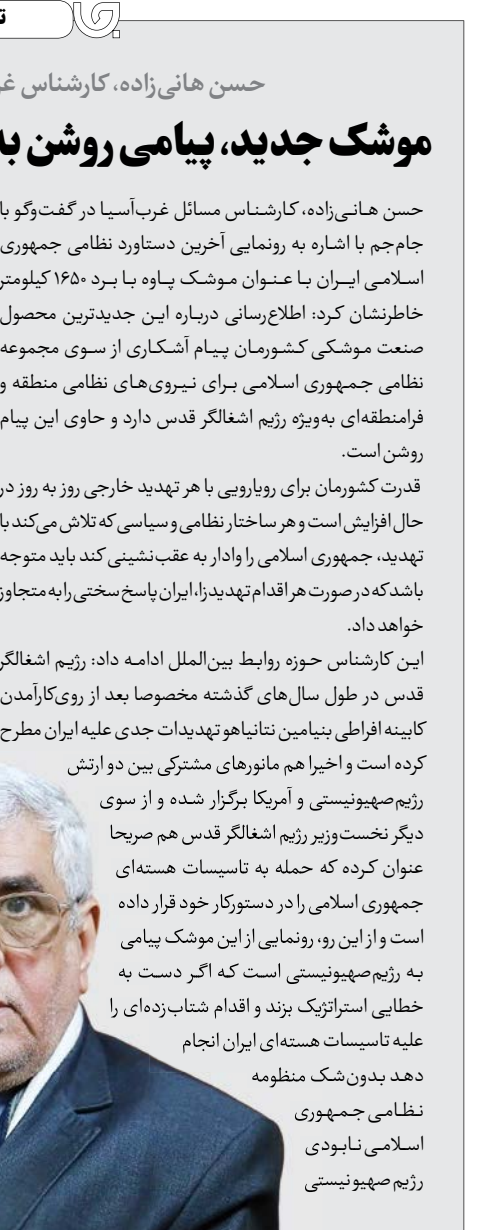 حسن هانی‌زاده، کارشناس
موشک جدید، پیامی روشن به
حسن هانی‌زاده، کارشناس مسائل غرب‌آسیا در گفت‌وگو با
جام‌جم با اشاره به رونمایی آخرین دستاورد نظامی جمهوری
اسلامی ایران با عنوان موشک پاوه با برد ۱۶۵۰ کیلومتر
خاطرنشان کرد: اطلاع‌رسانی درباره این جدیدترین محصول
صنعت موشکی کشورمان پیام آشکاری از سوی مجموعه
نظامی جمهوری اسلامی برای نیروی‌های نظامی منطقه و
فرامنطقه‌ای به‌ویژه رژیم اشغالگر قدس دارد و حاوی این پیام
روشن است.
قدرت کشورمان برای رویارویی با هر تهدید خارجی روز به روز در
حال افزایش است و هر ساختار نظامی و سیاسی که تلاش می‌کند با
تهدید، جمهوری اسلامی را وادار به عقب‌نشینی کند باید متوجه
باشد که در صورت هر اقدام تهدیدزا، ایران پاسخ سختی را به متجاوز
خواهد داد.
این کارشناس حوزه روابط بین‌الملل ادامه داد: رژیم اشغالگر
قدس در طول سال‌های گذشته مخصوصا بعد از روی‌کارآمدن
کابینه افراطی بنیامین نتانیاهو تهدیدات جدی علیه ایران مطرح
کرده است و اخیرا هم مانورهای مشترکی بین دو ارتش
رژیم‌صهیونیستی و آمریکا برگزار شده و از سوی
دیگر نخست‌وزیر رژیم اشغالگر قدس هم صریحا
عنوان کرده که حمله به تاسیسات هسته‌ای
جمهوری اسلامی را در دستورکار خود قرار داده
است و از این رو، رونمایی از این موشک پیامی
به رژیم‌صهیونیستی است که اگر دست به
خطایی استراتژیک بزند و اقدام شتاب‌زده‌ای را
علیه تاسیسات هسته‌ای ایران انجام
دهد بدون‌شک منظومه
نظامی جمهوری
اسلامی نابودی
رژیم صهیونیستی